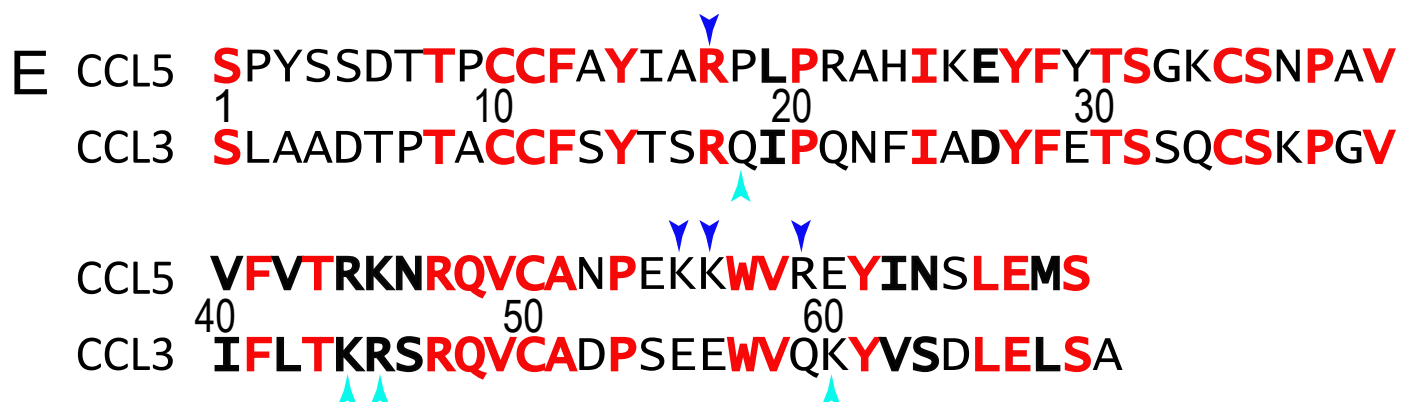 E CCL5 SPYSSDTTPCCFAYIARPLPRAHIKEYFYTSGKCSNPAV
1 10 20 30
CCL3 SLAADTPTACCFSYTSRQIPQNFIADYFETSSQCSKPGV
CCL5 VFVTRKNRQVCANPEKKWVREYINSLEMS
40 50 60
CCL3 IFLTKRSRQVCADPSEEWVQKYVSDLELSA